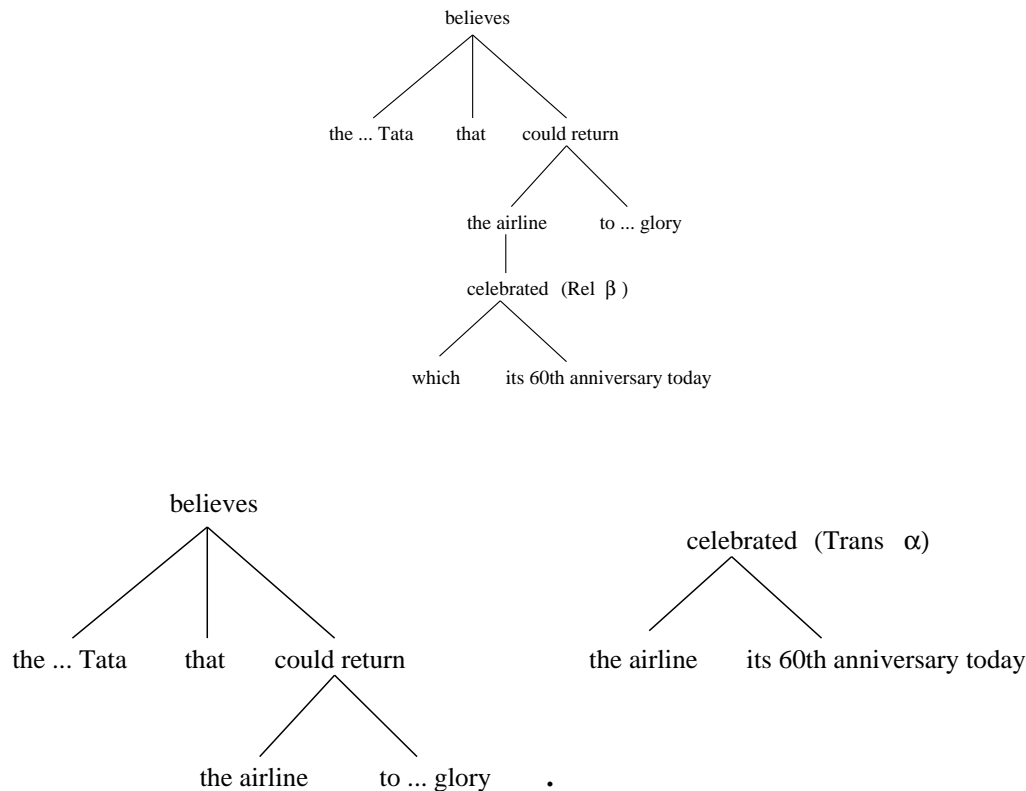 believes
the ... Tata that could return
the airline to ... glory
celebrated (Rel β )
which its 60th anniversary today
believes
celebrated (Trans α)
the ... Tata that could return
the airline its 60th anniversary today
the airline to ... glory .